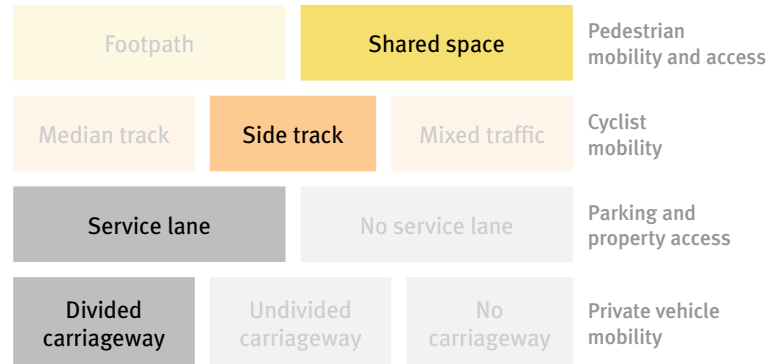 Footpath
Shared space
Pedestrian
mobility and access
Median track
Side track
Mixed traffic
Cyclist
mobility
Service lane
No service lane
Parking and
property access
Divided
carriageway
Undivided
carriageway
No
carriageway
Private vehicle
mobility